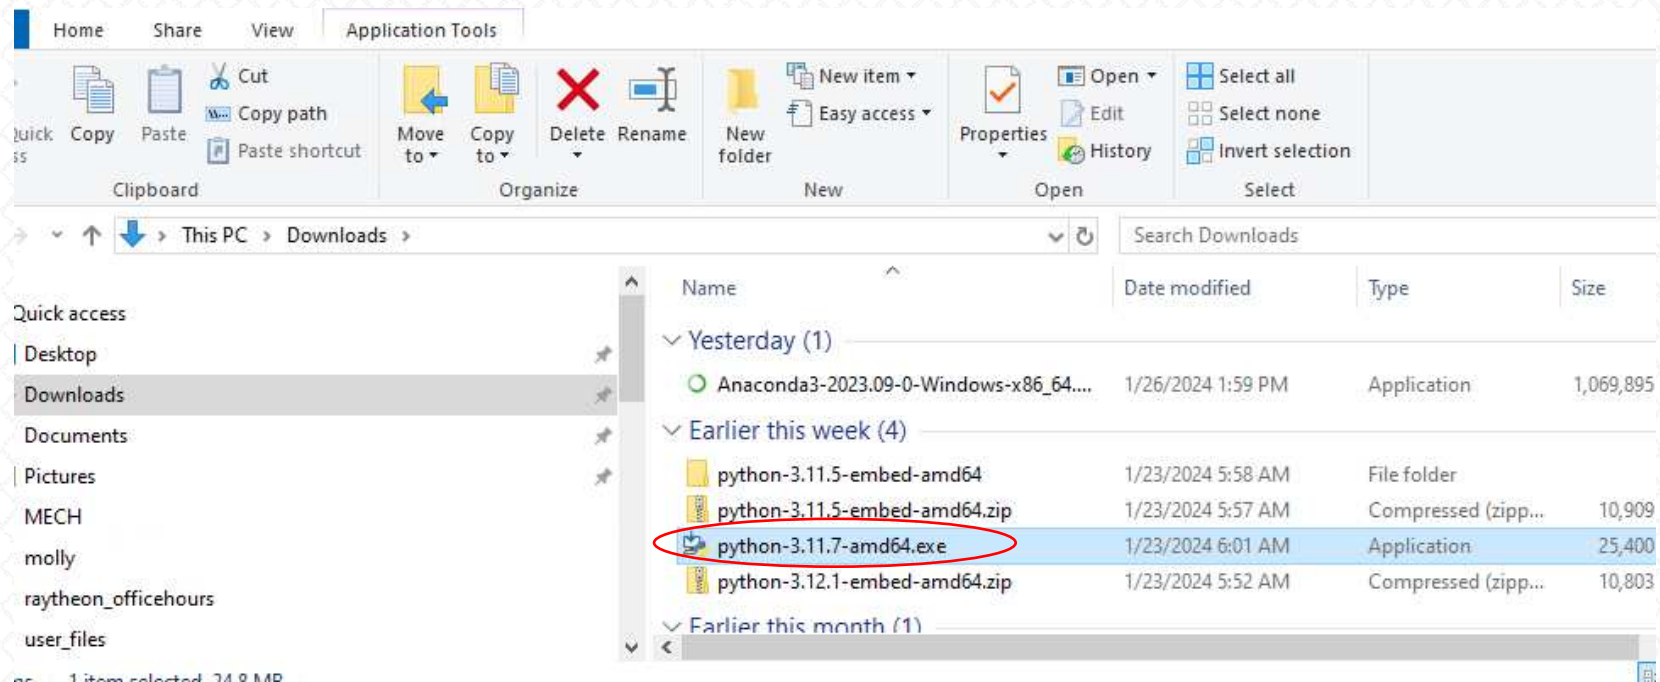 Home Share View Application Tools
Cut
Copy path
Paste shortcut
Copy Paste
Move to
Copy to
Delete Rename
New folder
New item
Easy access
Properties
Open
Edit
History
Select all
Select none
Invert selection
Clipboard Organize New Open Select
This PC > Downloads >
Search Downloads
Name Date modified Type Size
Quick access
Desktop
Downloads
Documents
Pictures
MECH
molly
raytheon_officehours
user_files
Yesterday (1)
Anaconda3-2023.09-0-Windows-x86_64.... 1/26/2024 1:59 PM Application 1,069,895
Earlier this week (4)
python-3.11.5-embed-amd64 1/23/2024 5:58 AM File folder
python-3.11.5-embed-amd64.zip 1/23/2024 5:57 AM Compressed (zipp... 10,909
python-3.11.7-amd64.exe 1/23/2024 6:01 AM Application 25,400
python-3.12.1-embed-amd64.zip 1/23/2024 5:52 AM Compressed (zipp... 10,803
Earlier this month (1)
1 item selected 24.8 MB